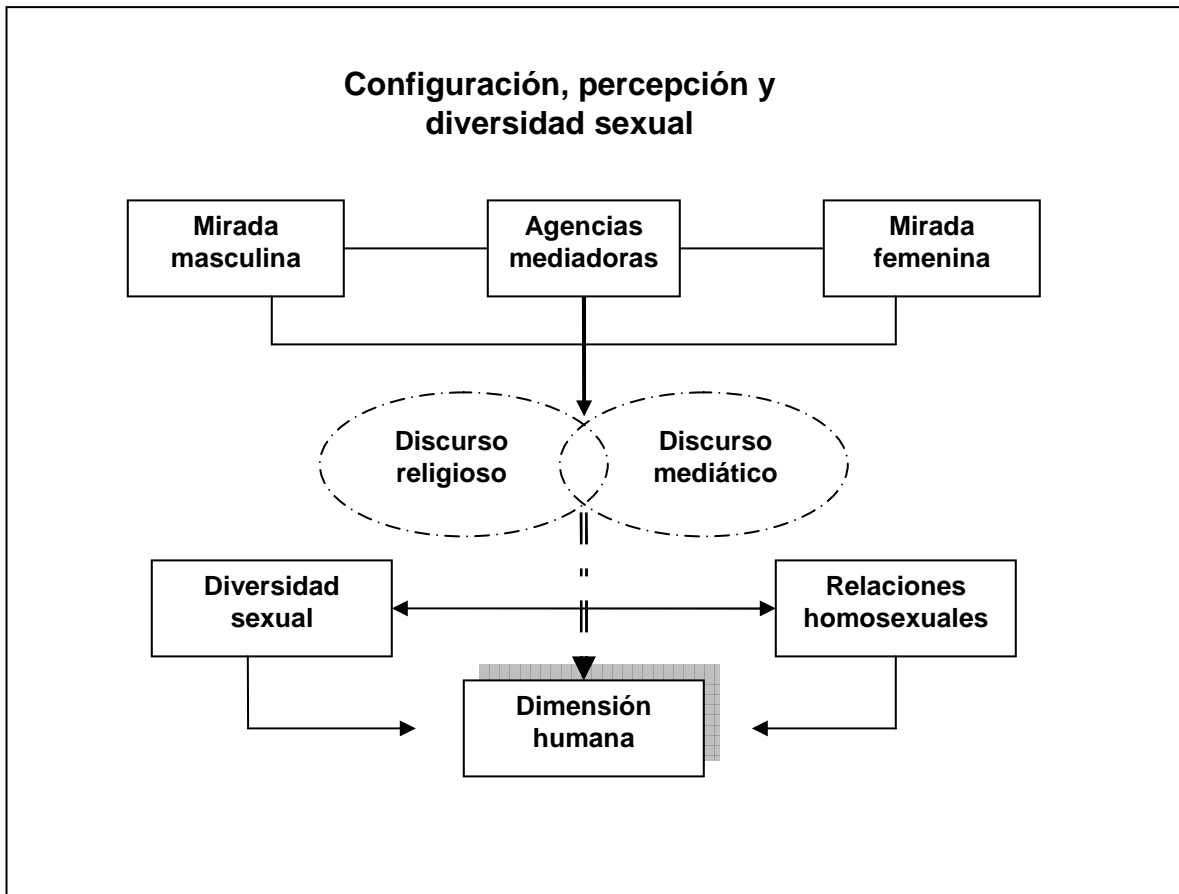 Configuración, percepción y
diversidad sexual
Mirada
masculina
Agencias
mediadoras
Mirada
femenina
Discurso
religioso
Discurso
mediático
Diversidad
sexual
Relaciones
homosexuales
Dimensión
humana